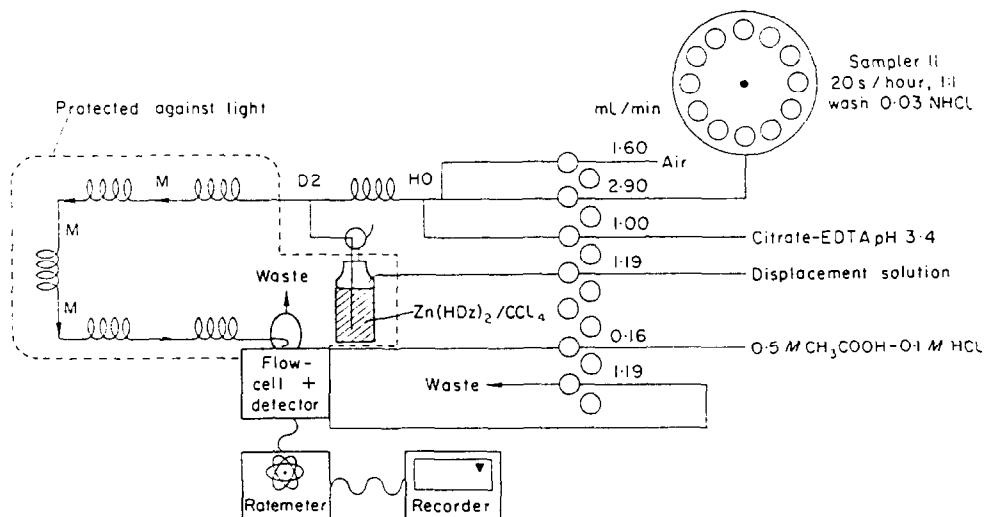 Sampler II
20 s/hour, 1:1
wash 0·03 NHCL
Protected against light
mL/min
1·60
Air
M
D2
HO
2·90
M
1·00
Citrate-EDTA pH 3·4
Waste
1·19
Displacement solution
M
Zn(HDz)₂/CCL₄
0·16
0·5 M CH₃COOH-0·1 M HCL
Flow-
cell +
detector
Waste
1·19
Ratemeter
Recorder